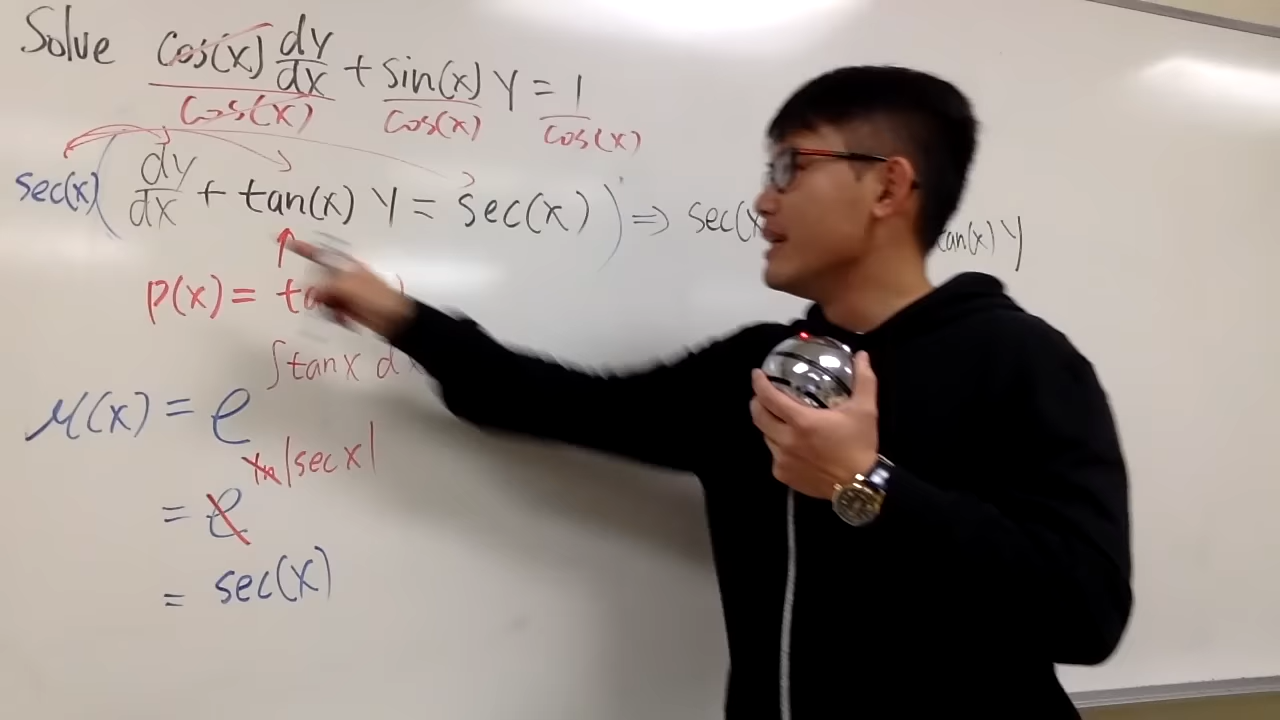 Solve cos(x) dy/dx + sin(x) y = 1
cos(x) cos(x) cos(x)
sec(x) ( dy/dx + tan(x) y = sec(x) ) ⇒ sec(x tan(x) y
p(x) = ta
μ(x) = e^∫tan x d
= e^ln|sec x|
= sec(x)